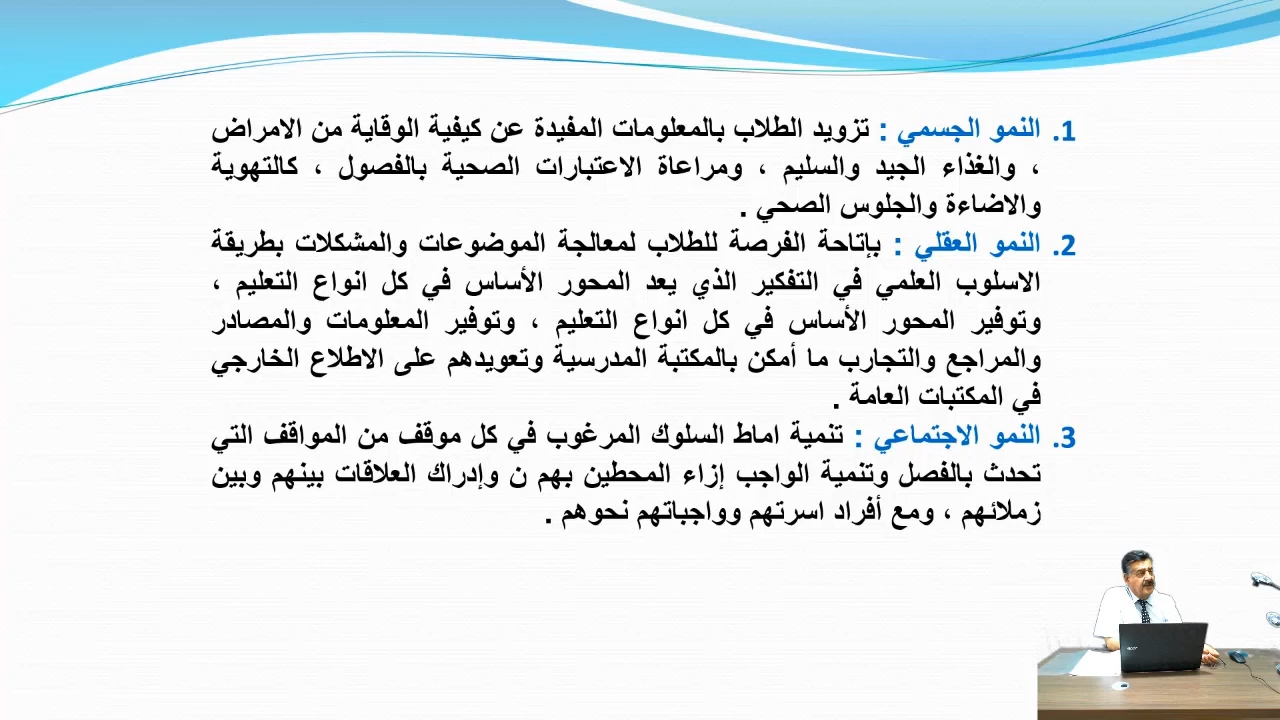 1. النمو الجسمي : تزويد الطلاب بالمعلومات المفيدة عن كيفية الوقاية من الامراض
، والغذاء الجيد والسليم ، ومراعاة الاعتبارات الصحية بالفصول ، كالتهوية
والاضاءة والجلوس الصحي .
2. النمو العقلي : بإتاحة الفرصة للطلاب لمعالجة الموضوعات والمشكلات بطريقة
الاسلوب العلمي في التفكير الذي يعد المحور الأساس في كل انواع التعليم ،
وتوفير المحور الأساس في كل انواع التعليم ، وتوفير المعلومات والمصادر
والمراجع والتجارب ما أمكن بالمكتبة المدرسية وتعويدهم على الاطلاع الخارجي
في المكتبات العامة .
3. النمو الاجتماعي : تنمية اماط السلوك المرغوب في كل موقف من المواقف التي
تحدث بالفصل وتنمية الواجب إزاء المحطين بهم ن وإدراك العلاقات بينهم وبين
زملائهم ، ومع أفراد اسرتهم وواجباتهم نحوهم .
acer